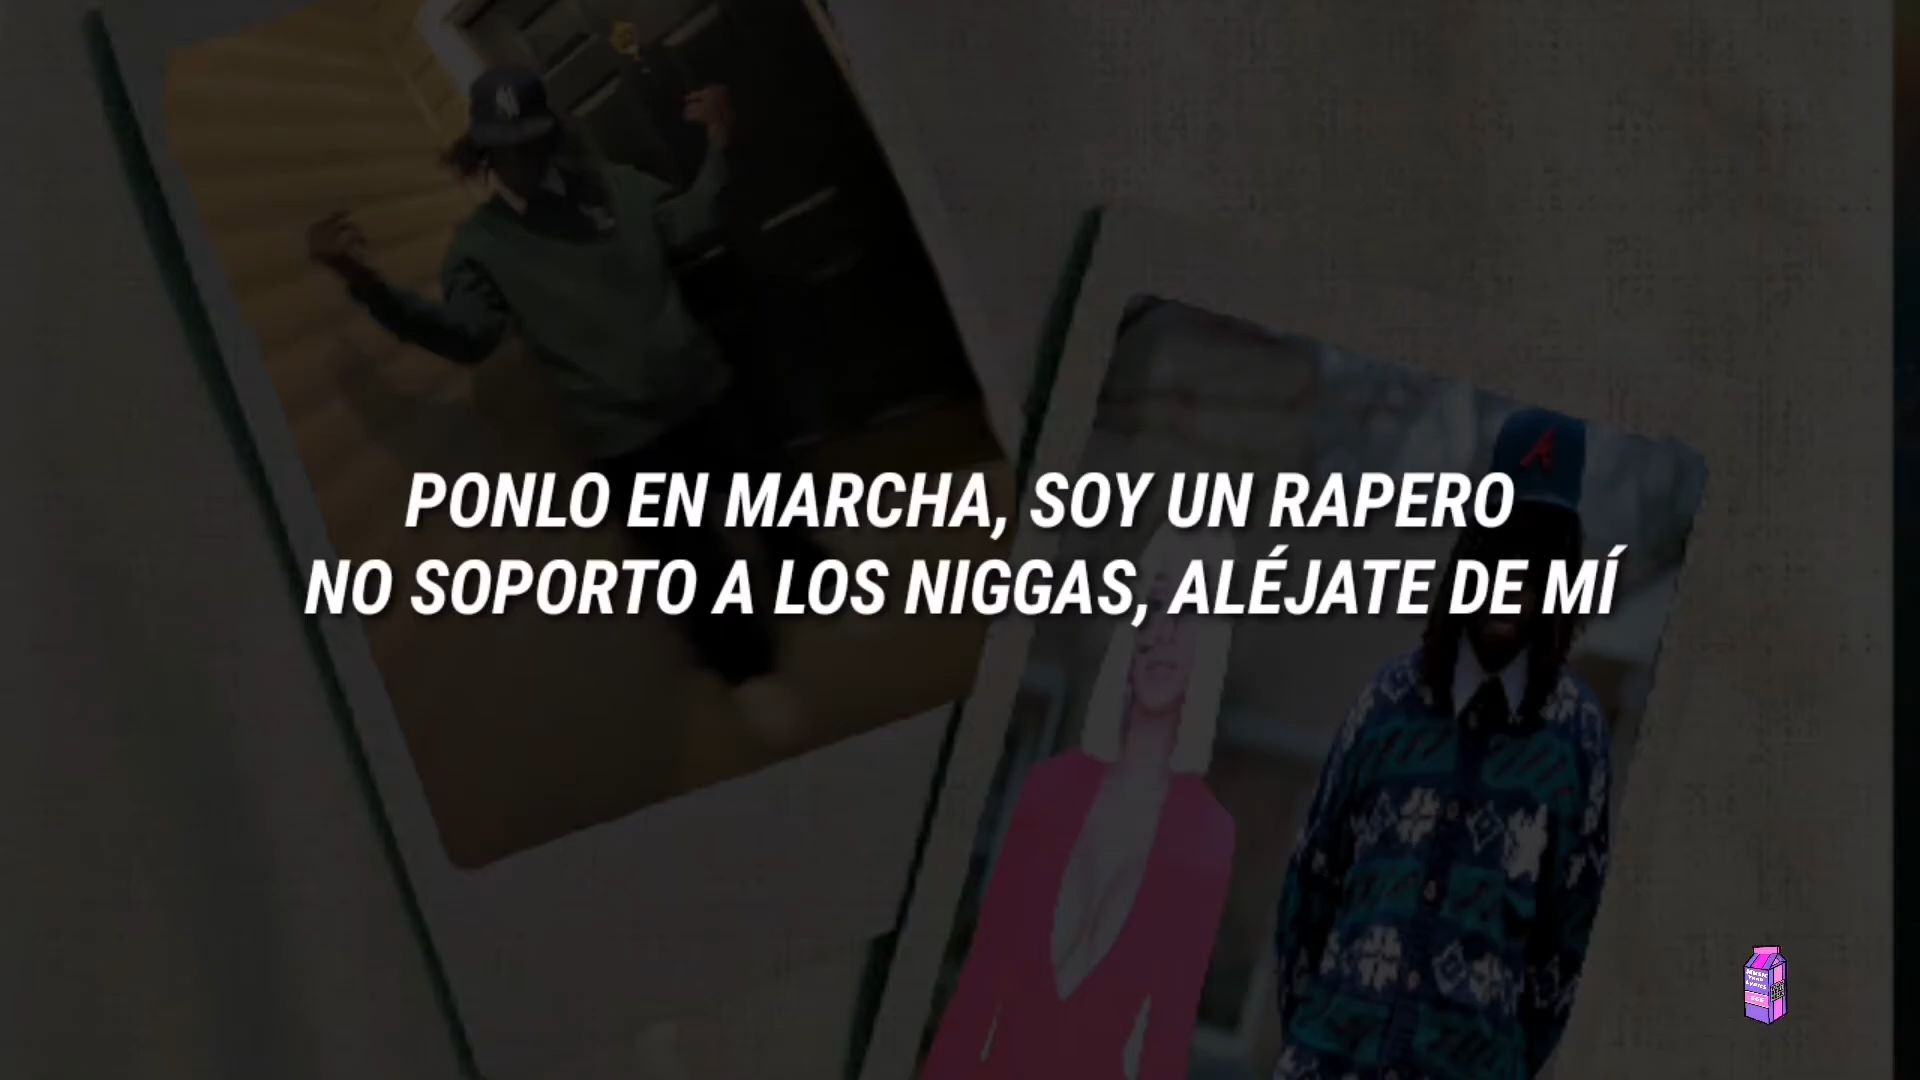 PONLO EN MARCHA, SOY UN RAPERO
NO SOPORTO A LOS NIGGAS, ALÉJATE DE MÍ